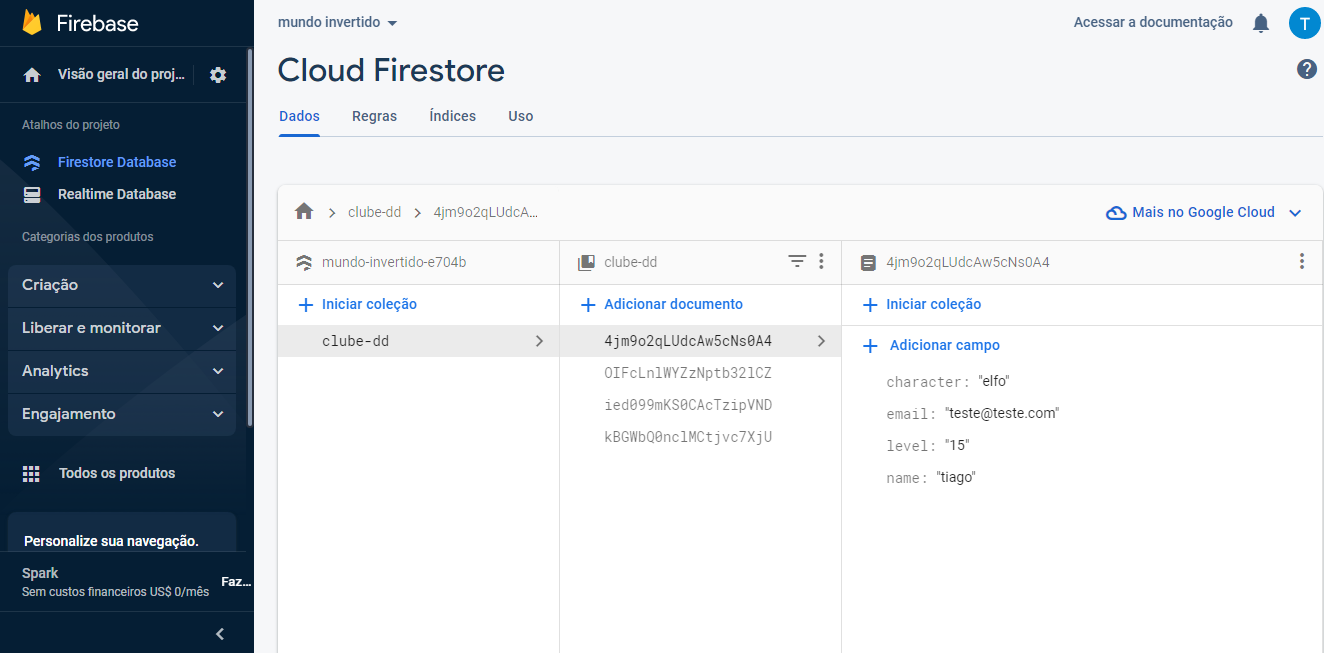 Firebase
Visão geral do proj...
Atalhos do projeto
Firestore Database
Realtime Database
Categorias dos produtos
Criação
Liberar e monitorar
Analytics
Engajamento
Todos os produtos
Personalize sua navegação.
Spark
Sem custos financeiros US$ 0/mês
Faz...
mundo invertido
Acessar a documentação
T
Cloud Firestore
?
Dados Regras Índices Uso
clube-dd
4jm9o2qLUdcA...
Mais no Google Cloud
mundo-invertido-e704b
Iniciar coleção
clube-dd
clube-dd
Adicionar documento
4jm9o2qLUdcAw5cNs0A4
OIFcLnlWYZzNptb32lCZ
ied099mKS0CAcTzipVND
kBGWbQ0nclMCtjvc7XjU
4jm9o2qLUdcAw5cNs0A4
Iniciar coleção
Adicionar campo
character: "elfo"
email: "teste@teste.com"
level: "15"
name: "tiago"